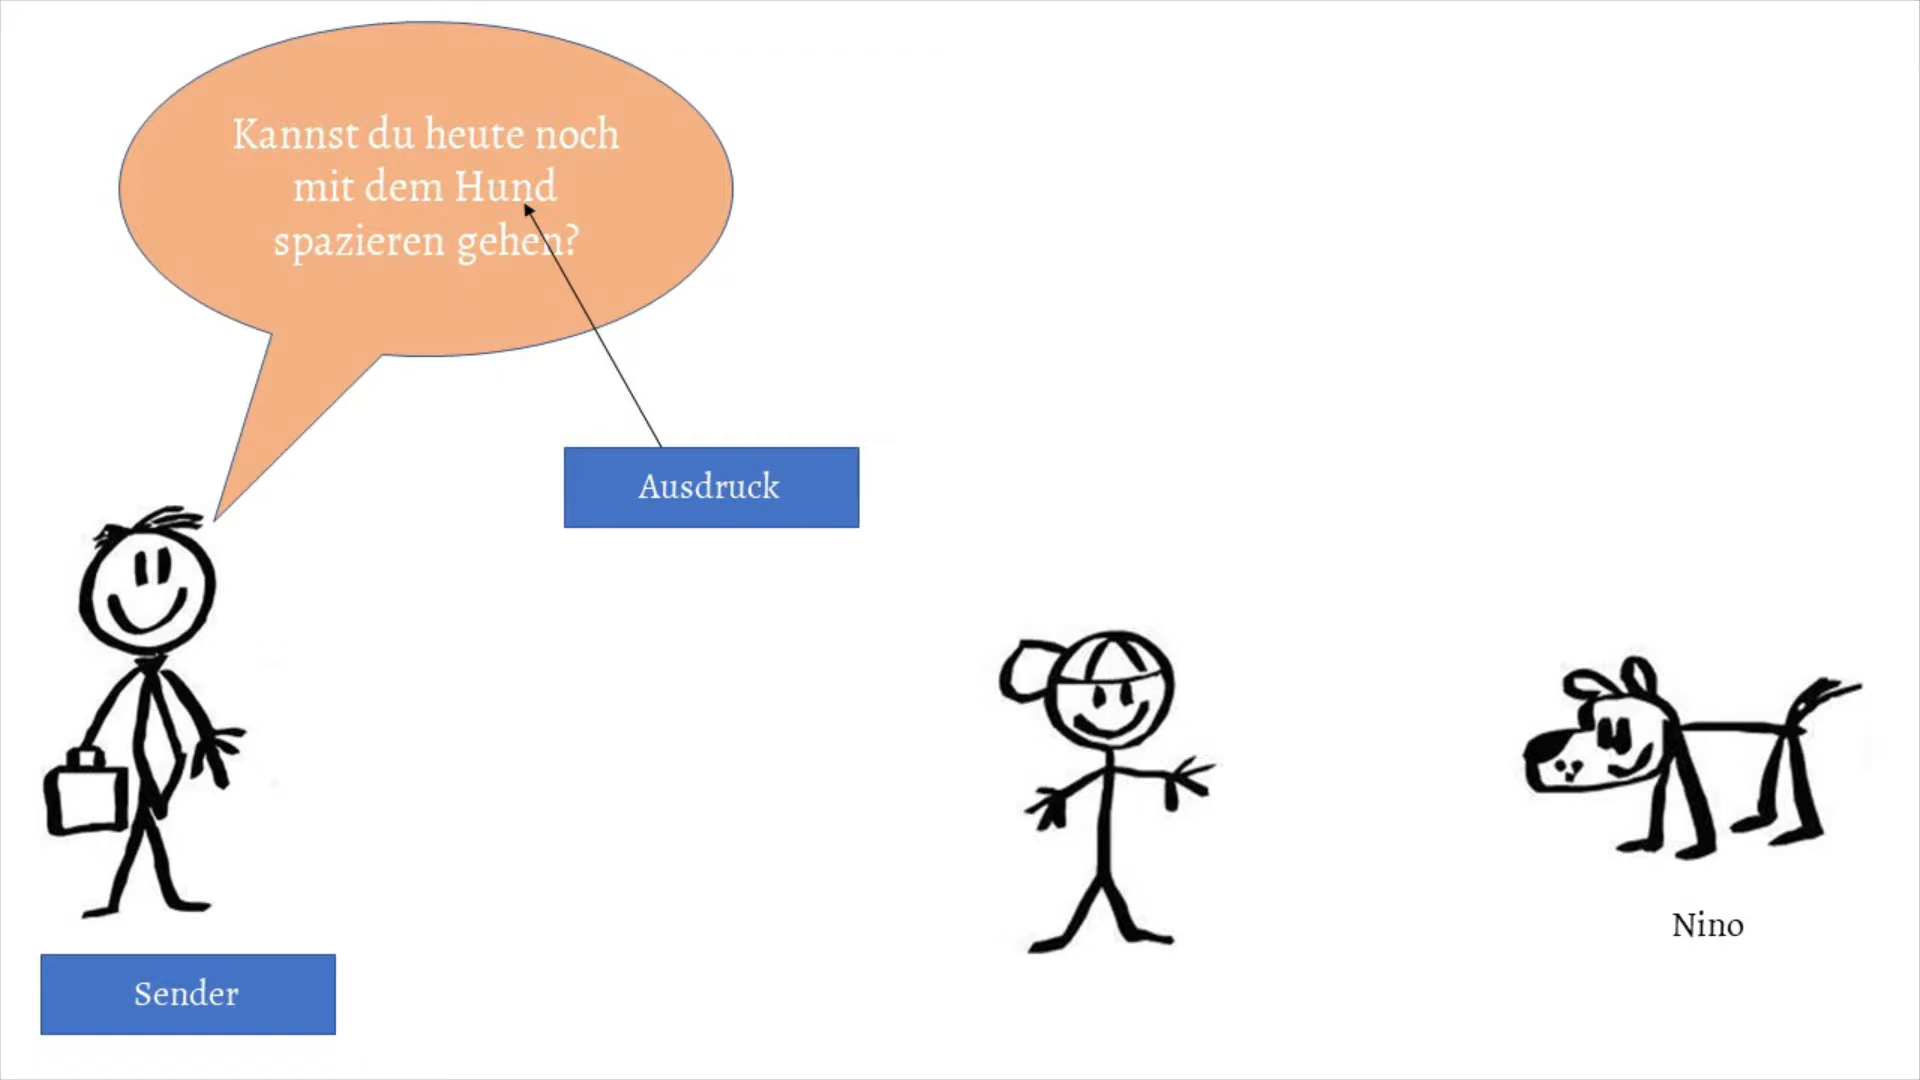 Kannst du heute noch
mit dem Hund
spazieren gehen?
Ausdruck
Nino
Sender